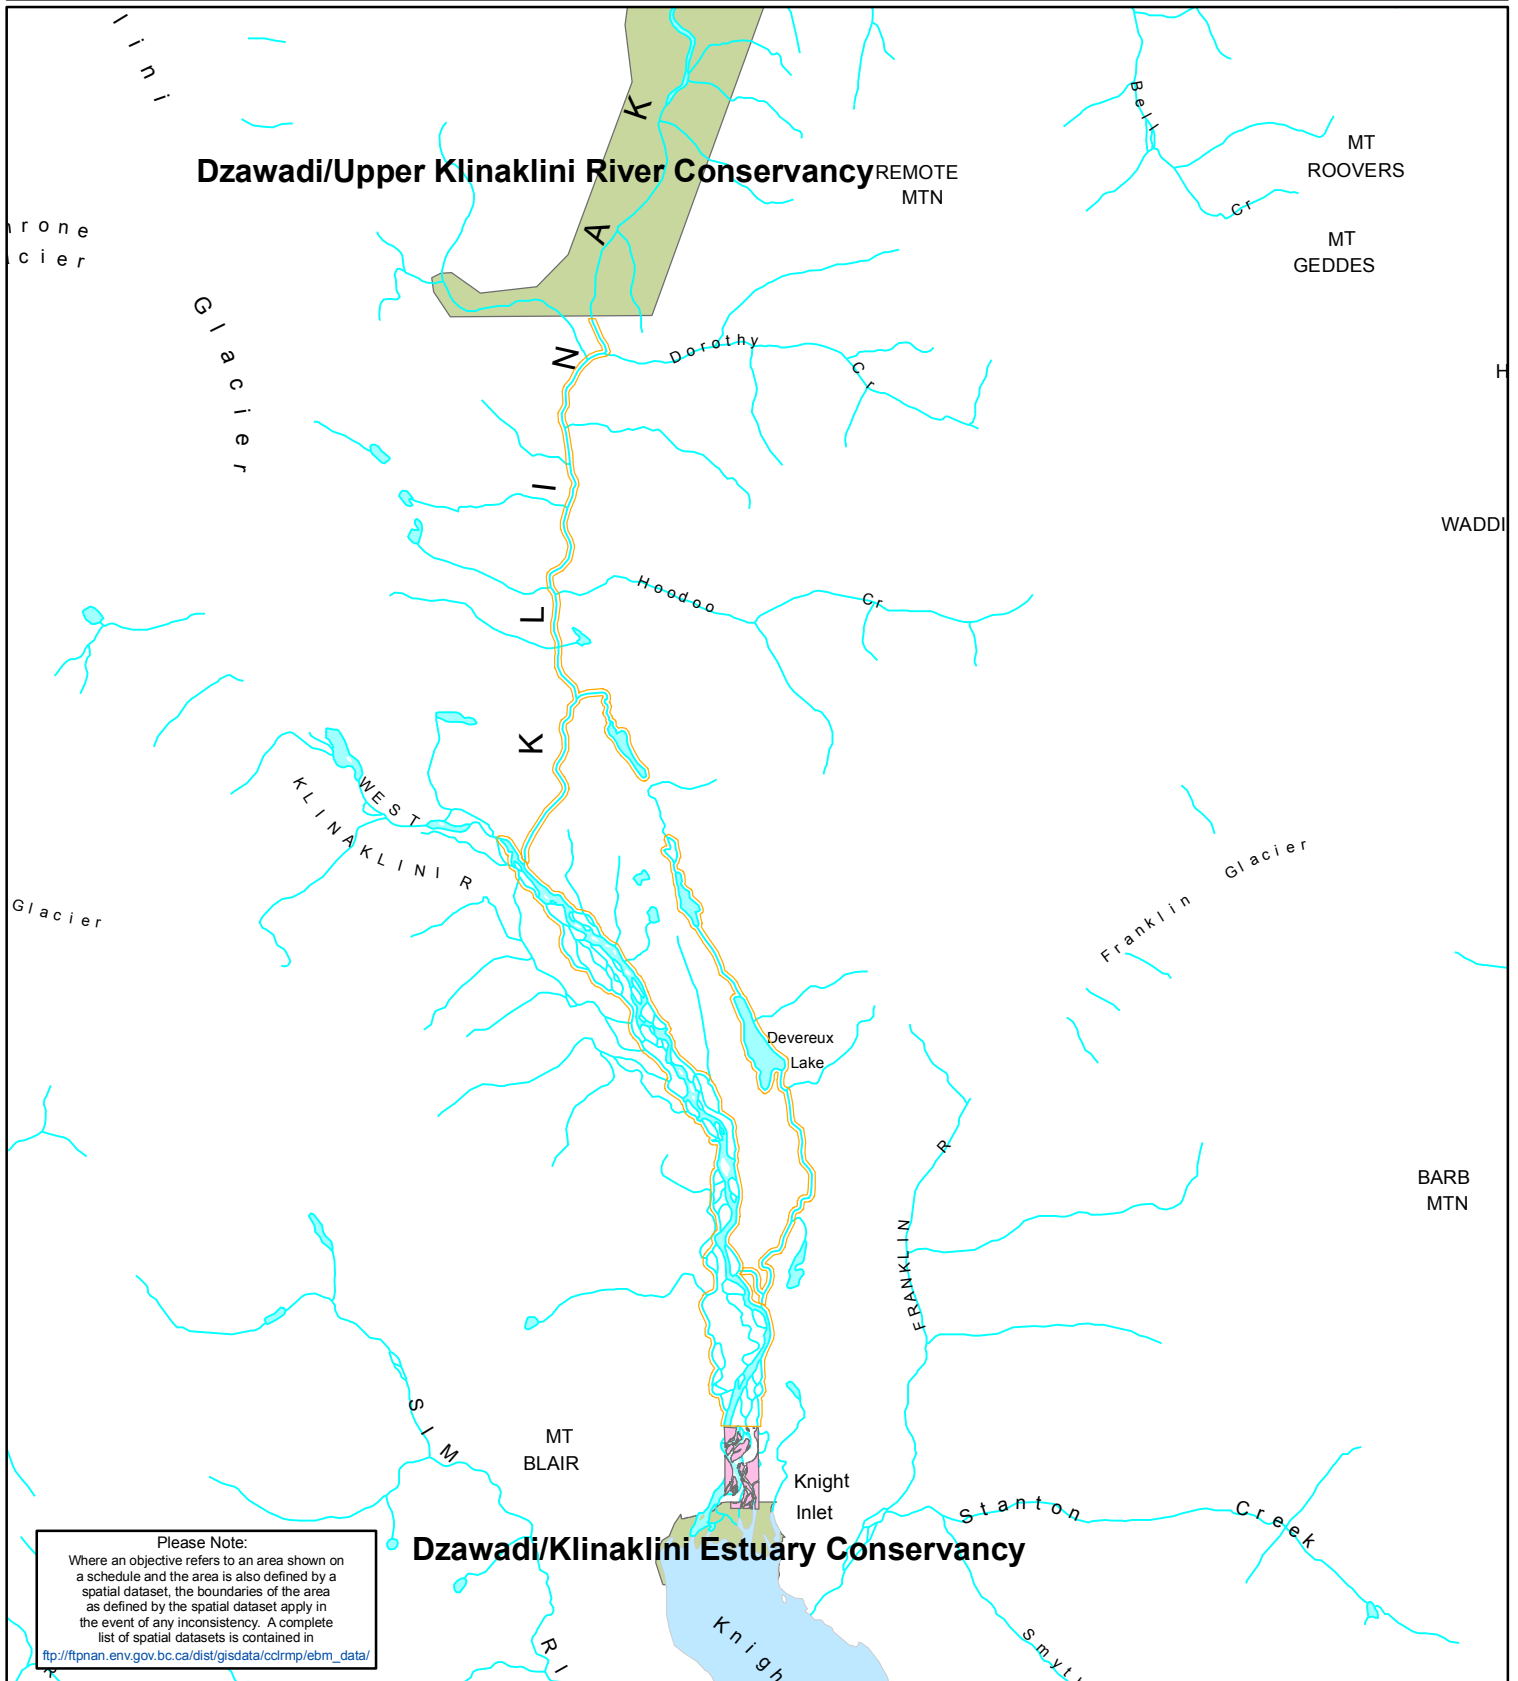 lini
K
Bell
Cr
Dzawadi/Upper Klinaklini River Conservancy
REMOTE
MTN
MT
ROOVERS
MT
GEDDES
A
Glacier
N
Dorothy
Cr
H
I
WADDI
L
Hoodoo
Cr
K
WEST
KLINAKLINI R
Glacier
Franklin Glacier
Devereux
Lake
R
FRANKLIN
BARB
MTN
SIM
RI
MT
BLAIR
Knight
Inlet
Stanton Creek
Dzawadi/Klinaklini Estuary Conservancy
Knigh
Smyt
Please Note:
Where an objective refers to an area shown on
a schedule and the area is also defined by a
spatial dataset, the boundaries of the area
as defined by the spatial dataset apply in
the event of any inconsistency. A complete
list of spatial datasets is contained in
ftp://ftpnan.env.gov.bc.ca/dist/gisdata/cclrmp/ebm_data/
R